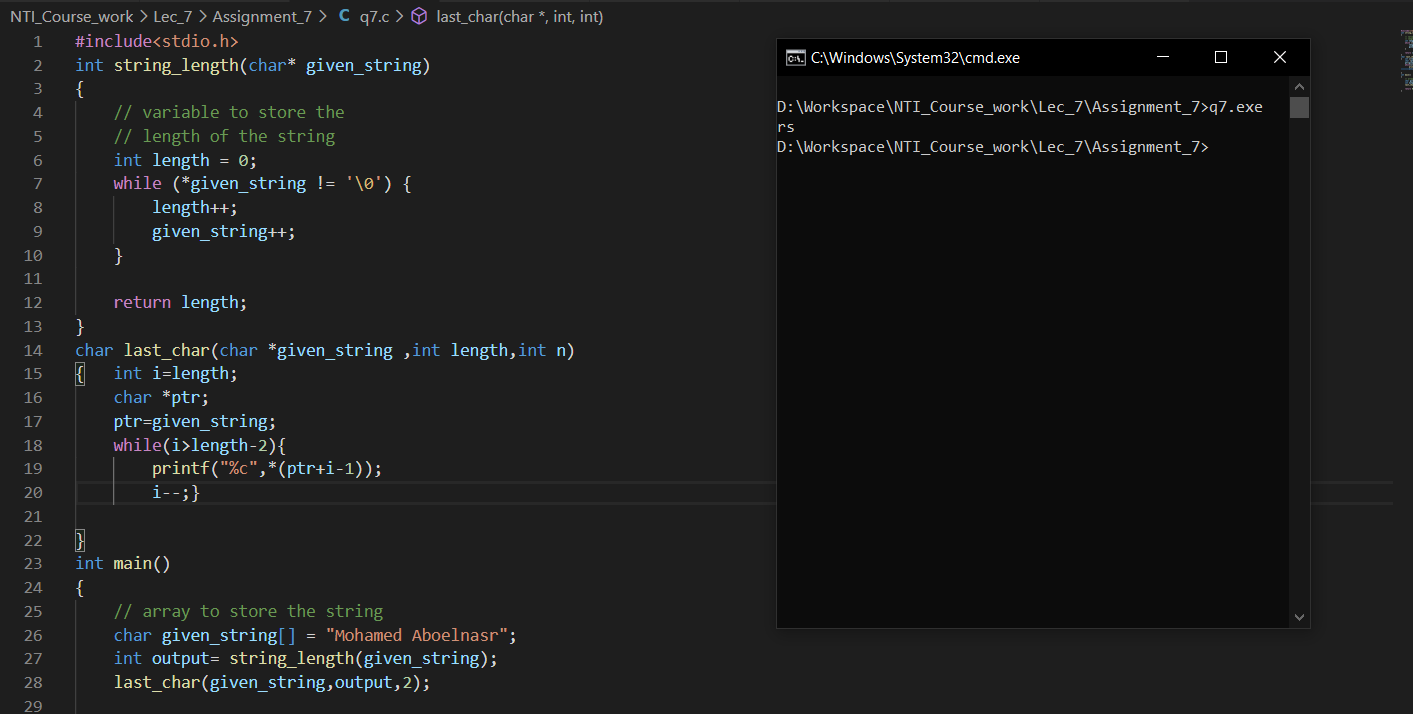 NTI_Course_work > Lec_7 > Assignment_7 > C q7.c > last_char(char *, int, int)
1 #include<stdio.h>
2 int string_length(char* given_string)
3 {
4 // variable to store the
5 // length of the string
6 int length = 0;
7 while (*given_string != '\0') {
8 length++;
9 given_string++;
10 }
11
12 return length;
13 }
14 char last_char(char *given_string ,int length,int n)
15 { int i=length;
16 char *ptr;
17 ptr=given_string;
18 while(i>length-2){
19 printf("%c",*(ptr+i-1));
20 i--;}
21
22 }
23 int main()
24 {
25 // array to store the string
26 char given_string[] = "Mohamed Aboelnasr";
27 int output= string_length(given_string);
28 last_char(given_string,output,2);
29
C:\Windows\System32\cmd.exe
D:\Workspace\NTI_Course_work\Lec_7\Assignment_7>q7.exe
rs
D:\Workspace\NTI_Course_work\Lec_7\Assignment_7>